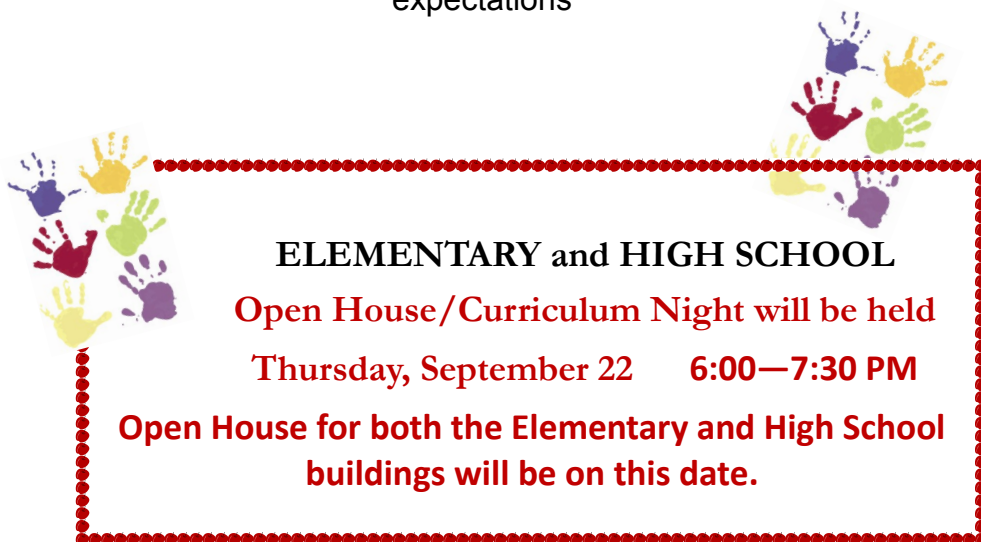 expectations
ELEMENTARY and HIGH SCHOOL
Open House/Curriculum Night will be held
Thursday, September 22 6:00—7:30 PM
Open House for both the Elementary and High School
buildings will be on this date.